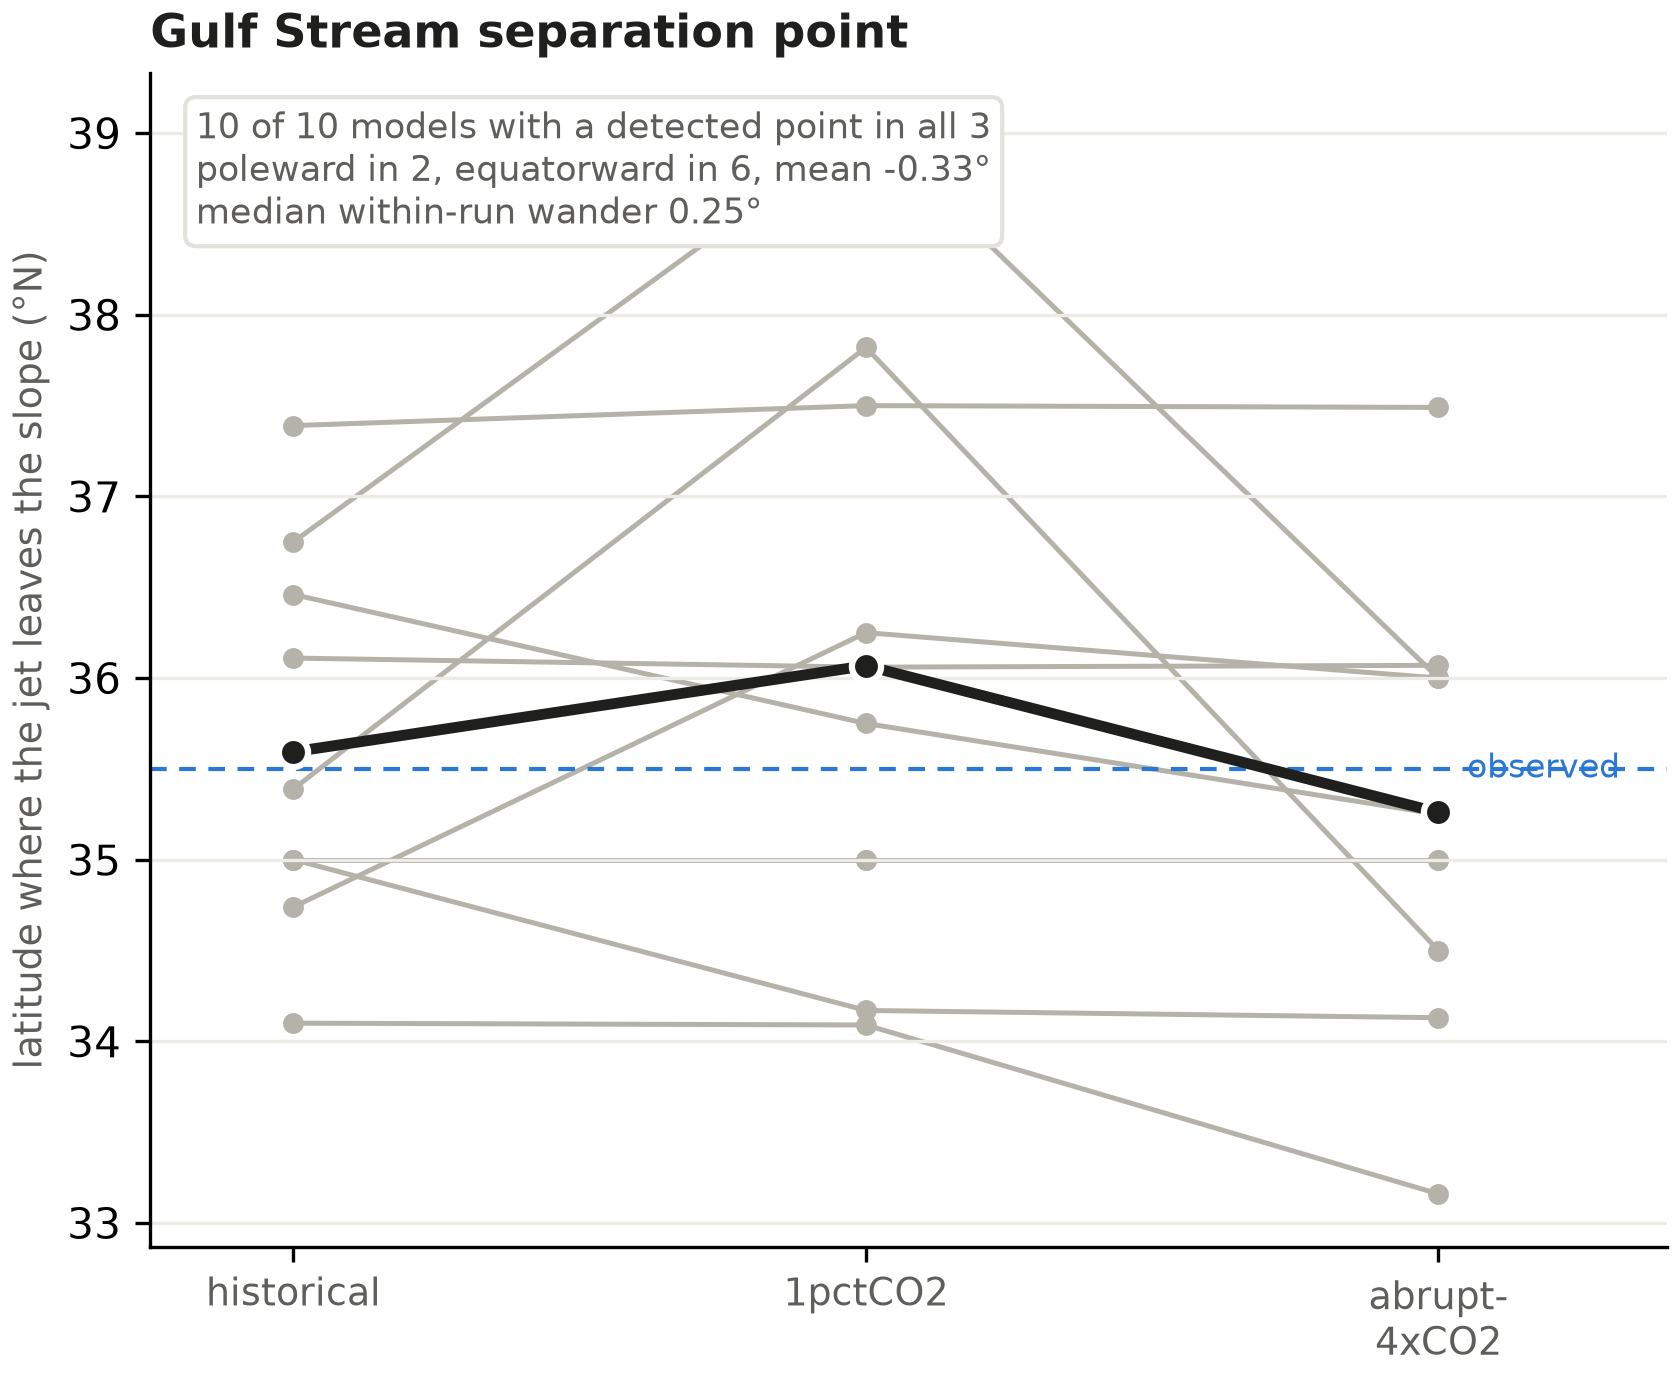 Gulf Stream separation point
10 of 10 models with a detected point in all 3
poleward in 2, equatorward in 6, mean -0.33°
median within-run wander 0.25°
latitude where the jet leaves the slope (°N)
39
38
37
36
35
34
33
observed
historical
1pctCO2
abrupt-
4xCO2